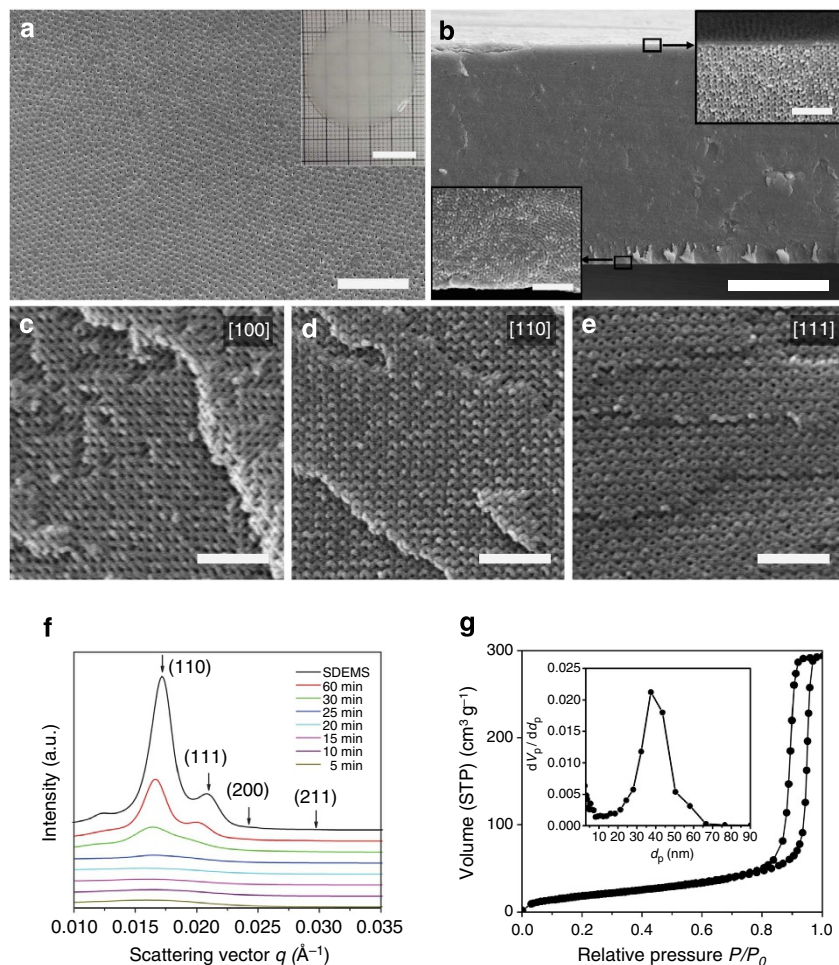 a
b
c
[100]
d
[110]
e
[111]
f
(110)
(111)
(200)
(211)
SDEMS
60 min
30 min
25 min
20 min
15 min
10 min
5 min
Intensity (a.u.)
0.010 0.015 0.020 0.025 0.030 0.035
Scattering vector q (Å⁻¹)
g
300
200
100
0
Volume (STP) (cm³ g⁻¹)
0.025
0.020
0.015
0.010
0.005
0.000
dVₚ/ddₚ
10 20 30 40 50 60 70 80 90
dₚ (nm)
0.0 0.2 0.4 0.6 0.8 1.0
Relative pressure P/P₀